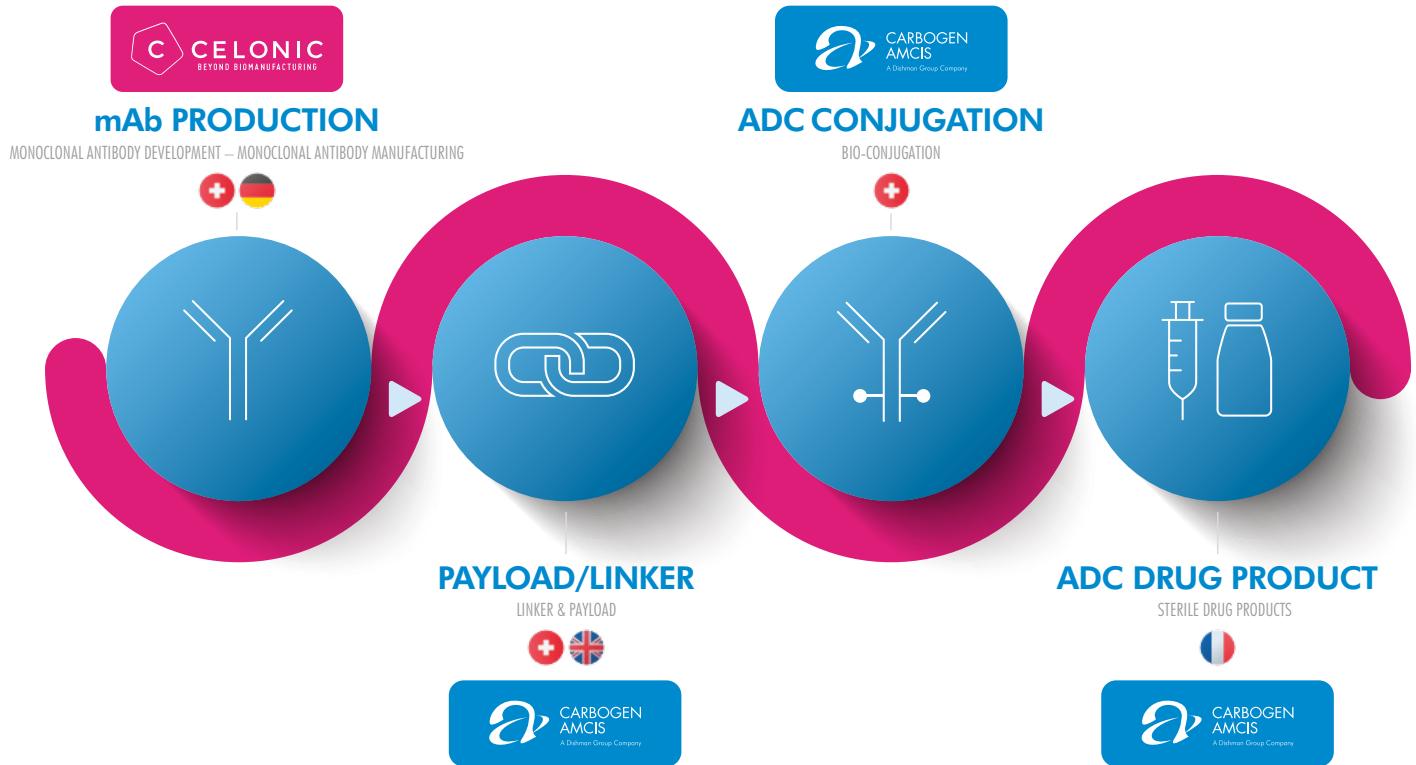 C CELONIC
BEYOND BIOMANUFACTURING
mAb PRODUCTION
MONOCLONAL ANTIBODY DEVELOPMENT – MONOCLONAL ANTIBODY MANUFACTURING
CARBOGEN
AMCIS
A Dishman Group Company
ADC CONJUGATION
BIO-CONJUGATION
PAYLOAD/LINKER
LINKER & PAYLOAD
CARBOGEN
AMCIS
A Dishman Group Company
ADC DRUG PRODUCT
STERILE DRUG PRODUCTS
CARBOGEN
AMCIS
A Dishman Group Company